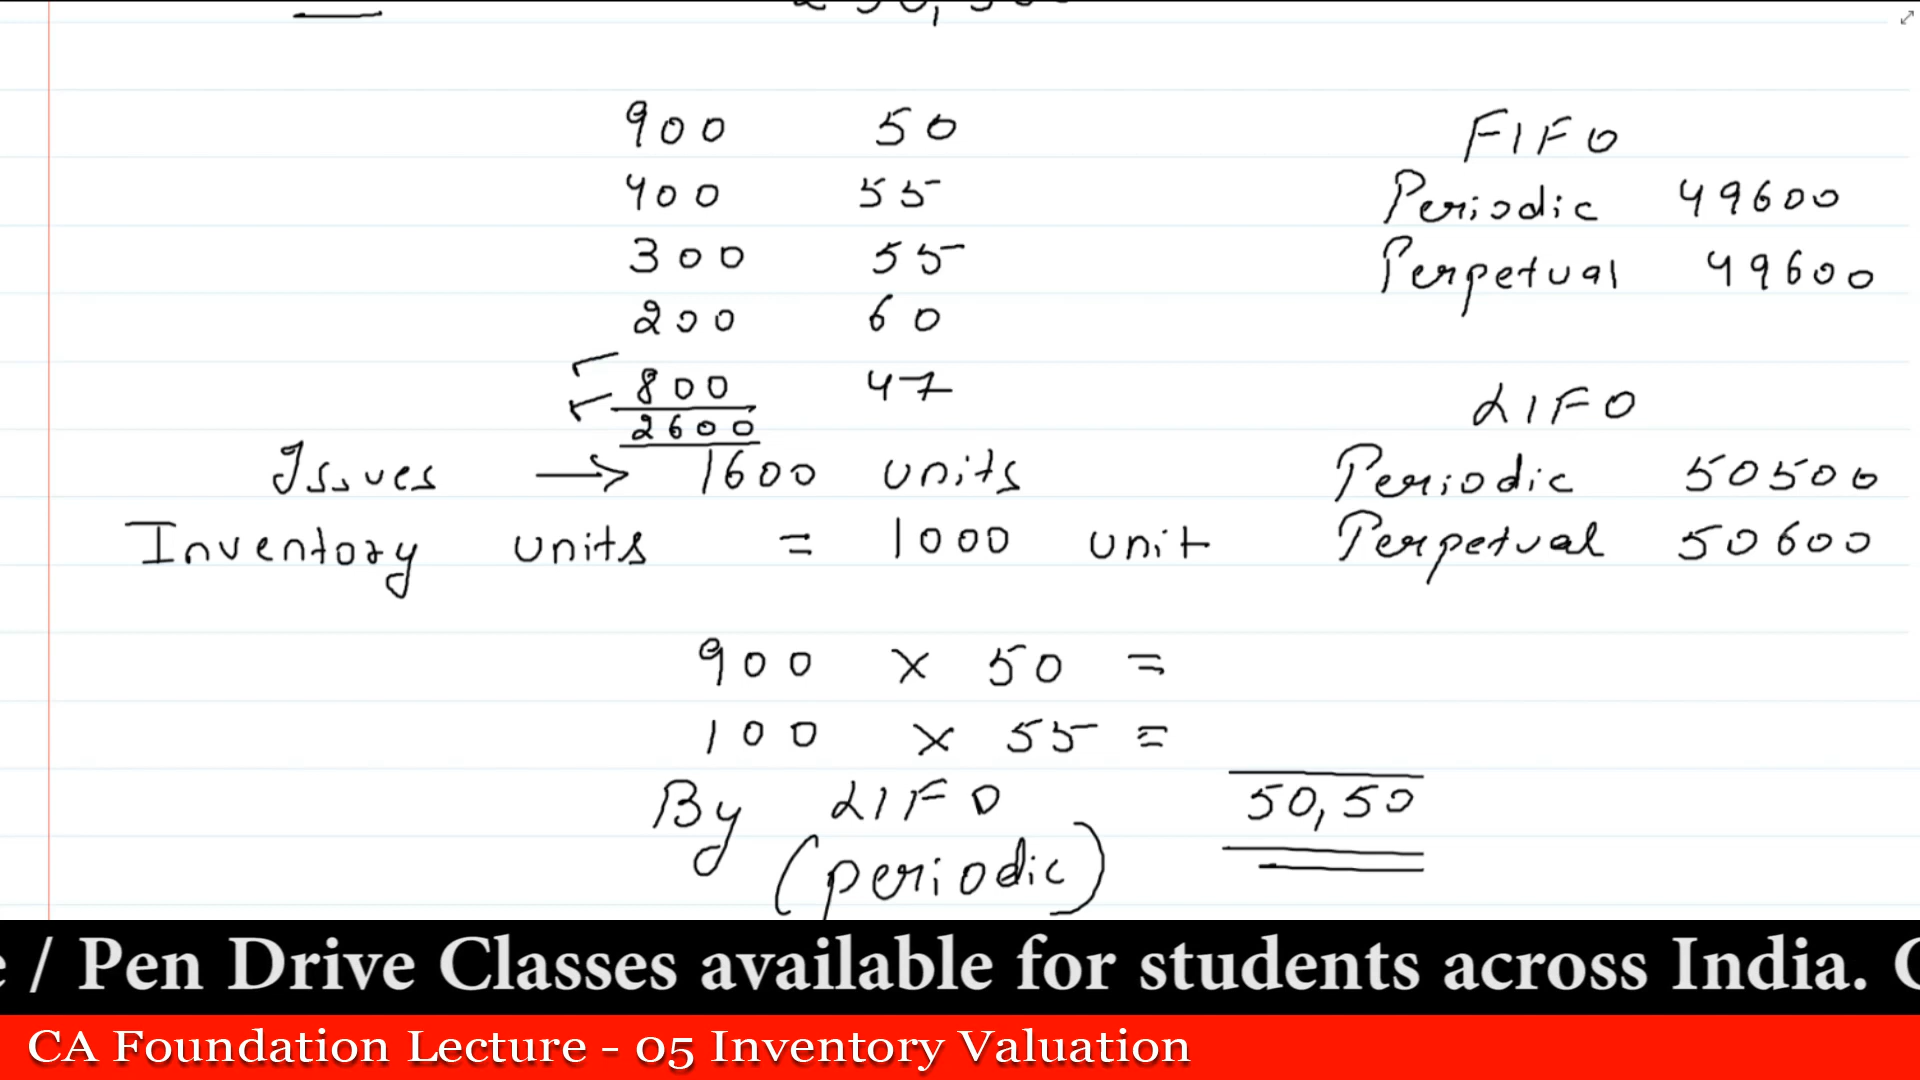 900 50
400 55
300 55
200 60
800 47
2600
Issues → 1600 units
Inventory units = 1000 unit
FIFO
Periodic 49600
Perpetual 49600
LIFO
Periodic 50500
Perpetual 50600
900 x 50 =
100 x 55 =
By LIFO 50,50
(periodic)
/ Pen Drive Classes available for students across India.
CA Foundation Lecture - 05 Inventory Valuation